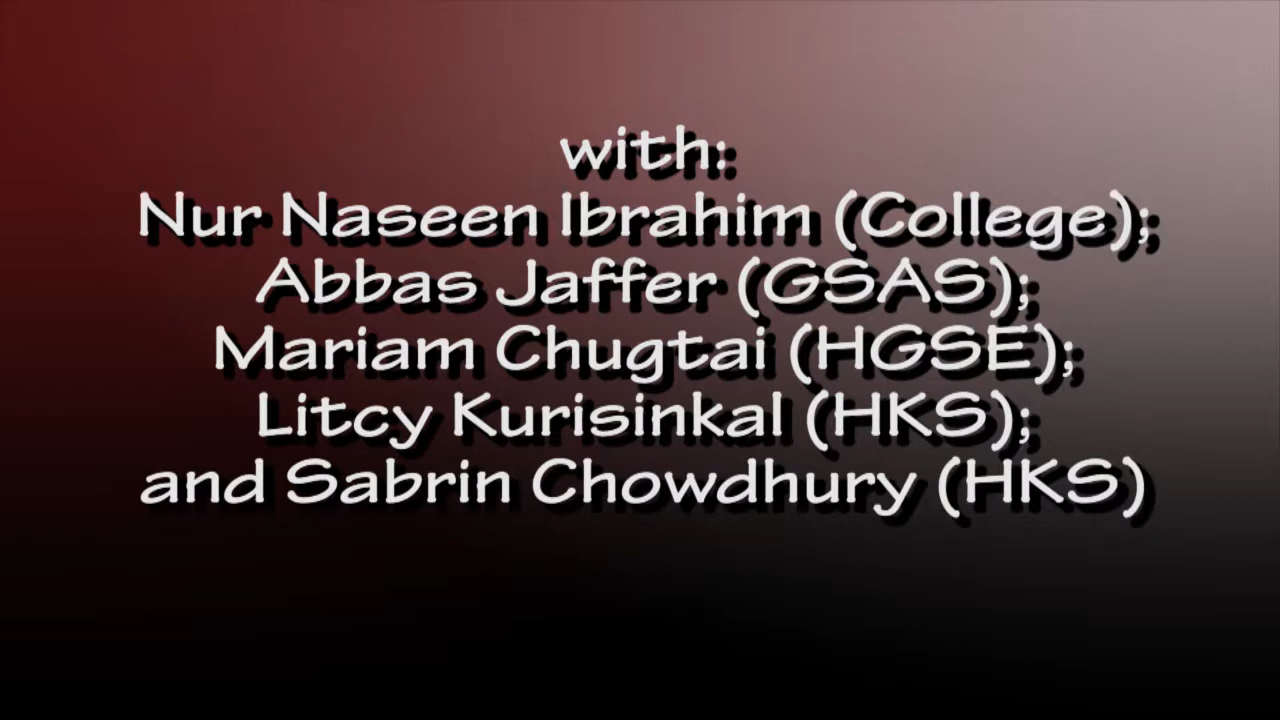 with:
Nur Naseen Ibrahim (College);
Abbas Jaffer (GSAS);
Mariam Chugtai (HGSE);
Litcy Kurisinkal (HKS);
and Sabrin Chowdhury (HKS)